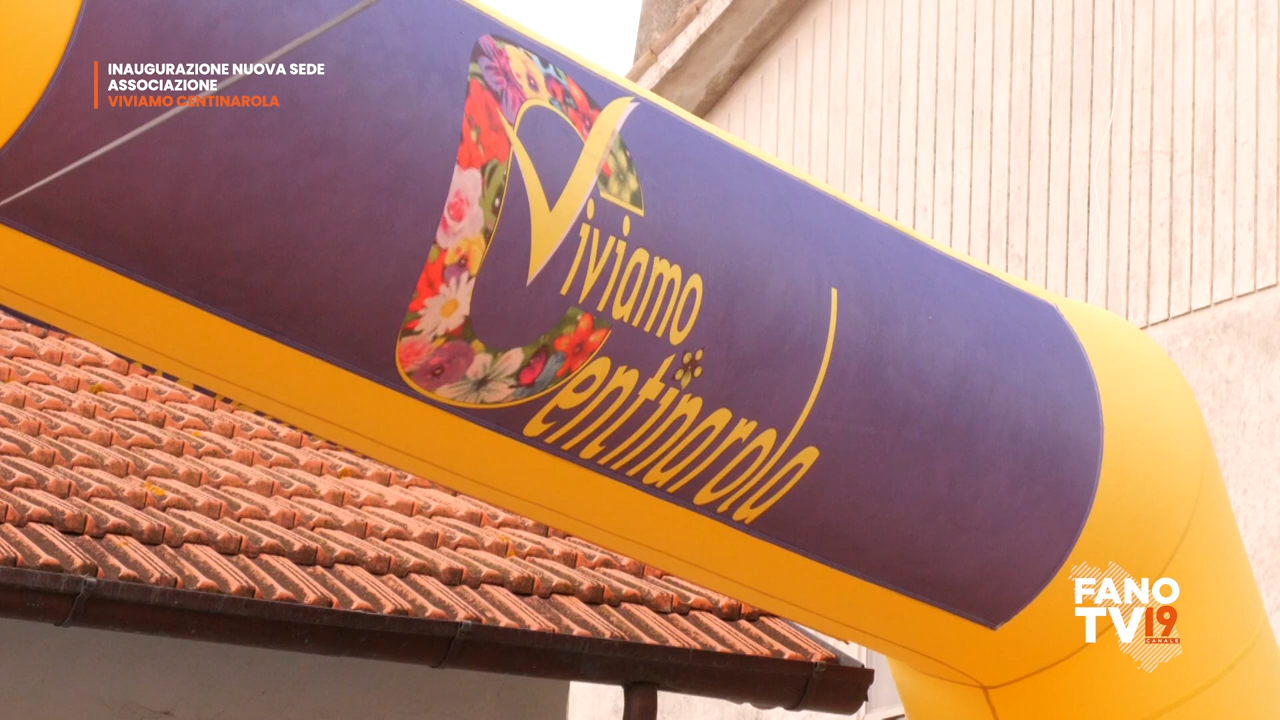 INAUGURAZIONE NUOVA SEDE
ASSOCIAZIONE
VIVIAMO CENTINAROLA
Viviamo
Centinarola
FANO
TV19
CANALE